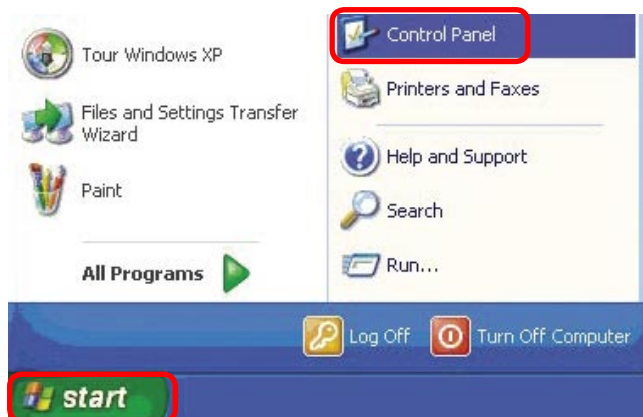 Tour Windows XP
Files and Settings Transfer
Wizard
Paint
All Programs
Control Panel
Printers and Faxes
Help and Support
Search
Run...
Log Off
Turn Off Computer
start